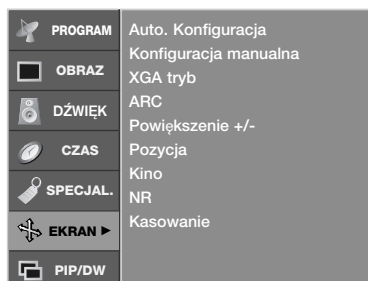 PROGRAM
OBRAZ
DŹWIĘK
CZAS
SPECJAL.
EKRAN ►
PIP/DW
Auto. Konfiguracja
Konfiguracja manualna
XGA tryb
ARC
Powiększenie +/-
Pozycja
Kino
NR
Kasowanie